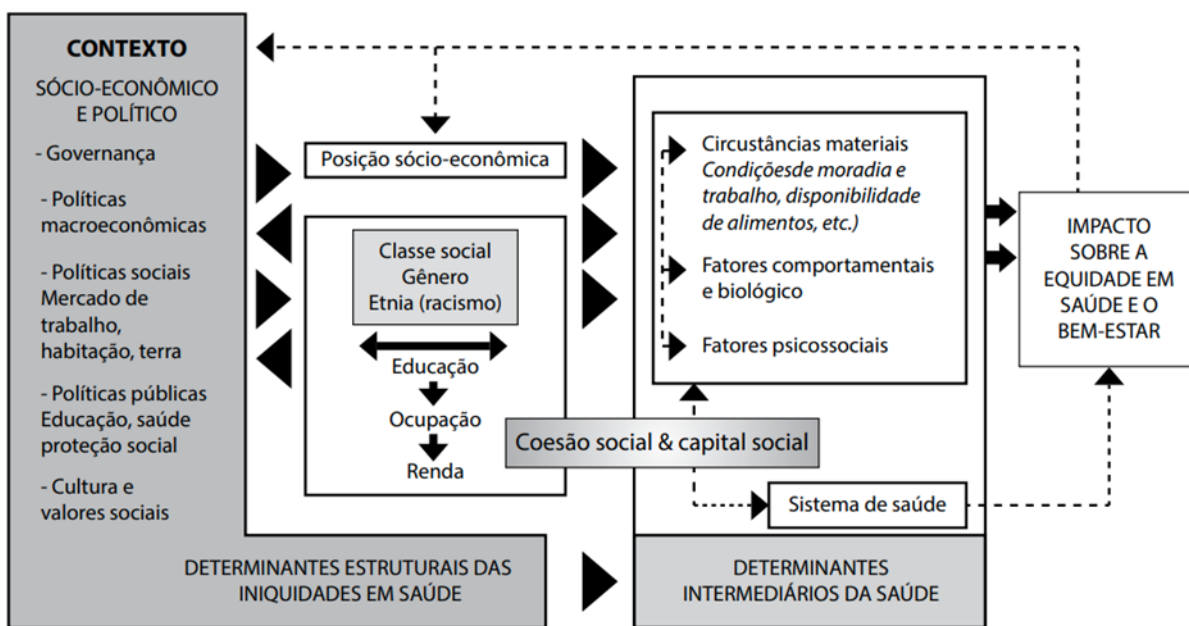 CONTEXTO
SÓCIO-ECONÔMICO
E POLÍTICO
- Governança
- Políticas
macroeconômicas
- Políticas sociais
Mercado de
trabalho,
habitação, terra
- Políticas públicas
Educação, saúde
proteção social
- Cultura e
valores sociais
DETERMINANTES ESTRUTURAIS DAS
INIQUIDADES EM SAÚDE
Posição sócio-econômica
Classe social
Gênero
Etnia (racismo)
Educação
Ocupação
Renda
Coesão social & capital social
Circustâncias materiais
Condiçõesde moradia e
trabalho, disponibilidade
de alimentos, etc.)
Fatores comportamentais
e biológico
Fatores psicossociais
Sistema de saúde
DETERMINANTES
INTERMEDIÁRIOS DA SAÚDE
IMPACTO
SOBRE A
EQUIDADE EM
SAÚDE E O
BEM-ESTAR